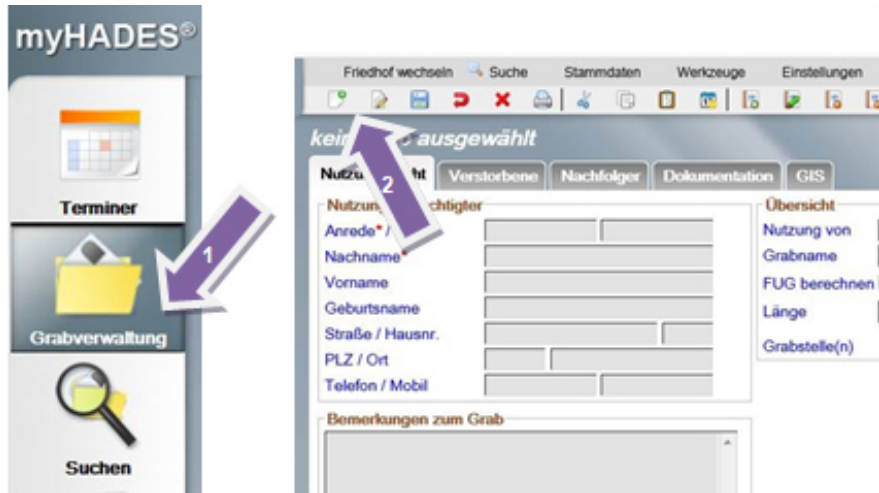 myHADES®
Terminer
1
Grabverwaltung
Suchen
Friedhof wechseln Suche Stammdaten Werkzeuge Einstellungen
ausgewählt
2
Verstorbene Nachfolger Dokumentation GIS
Anrede* /
Nachname*
Vorname
Geburtsname
Straße / Hausnr.
PLZ / Ort
Telefon / Mobil
Übersicht
Nutzung von
Grabname
FUG berechnen
Länge
Grabstelle(n)
Bemerkungen zum Grab